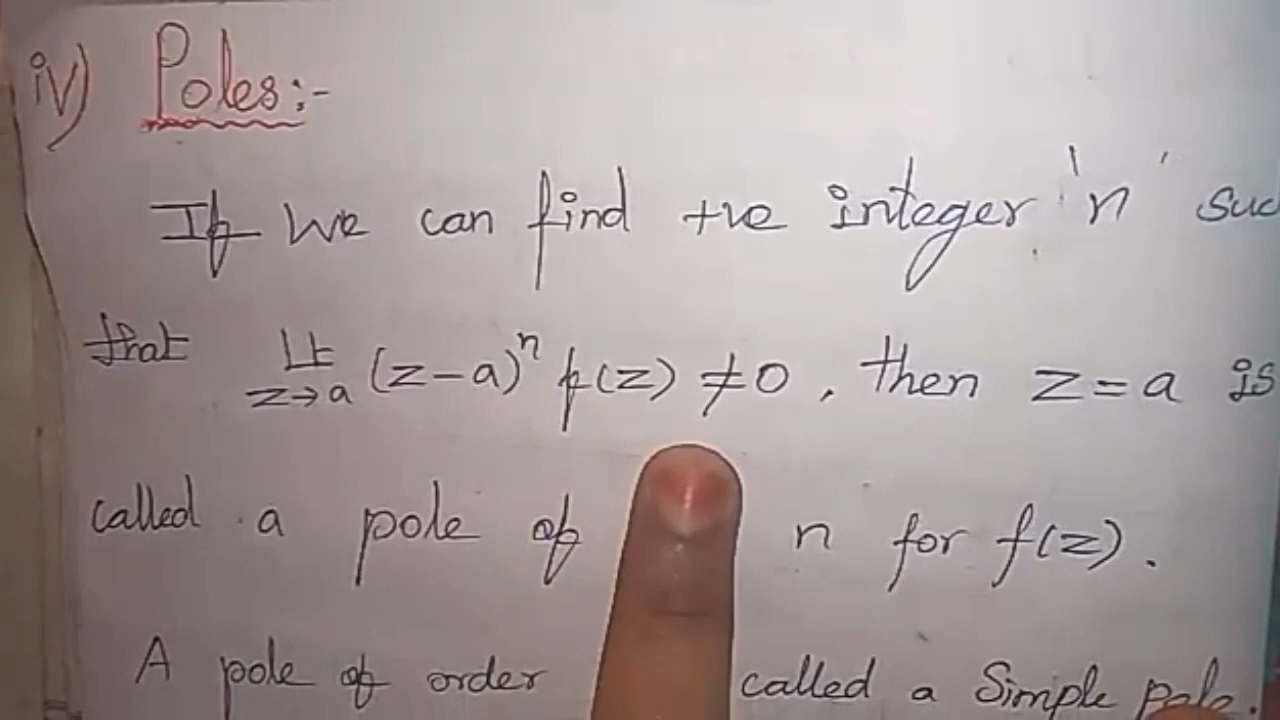 iv) Poles:-
If we can find +ve integer 'n' suc
that Lt z→a (z-a)^n f(z) ≠ 0, then z = a is
called a pole of n for f(z).
A pole of order called a Simple pole.